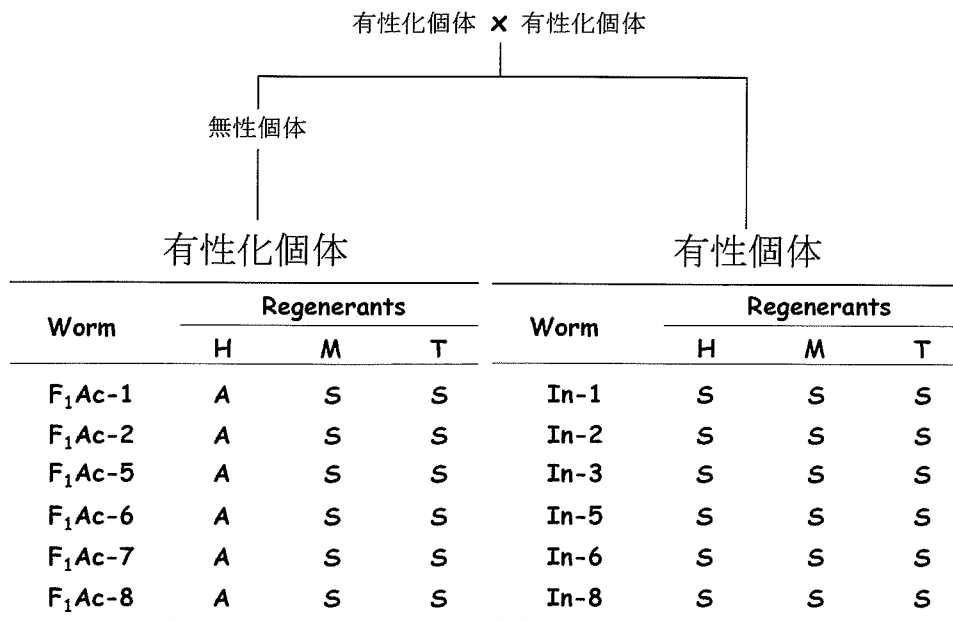 有性化個体 × 有性化個体
無性個体
有性化個体
Worm Regenerants
H M T
F₁Ac-1 A S S
F₁Ac-2 A S S
F₁Ac-5 A S S
F₁Ac-6 A S S
F₁Ac-7 A S S
F₁Ac-8 A S S
有性個体
Worm Regenerants
H M T
In-1 S S S
In-2 S S S
In-3 S S S
In-5 S S S
In-6 S S S
In-8 S S S